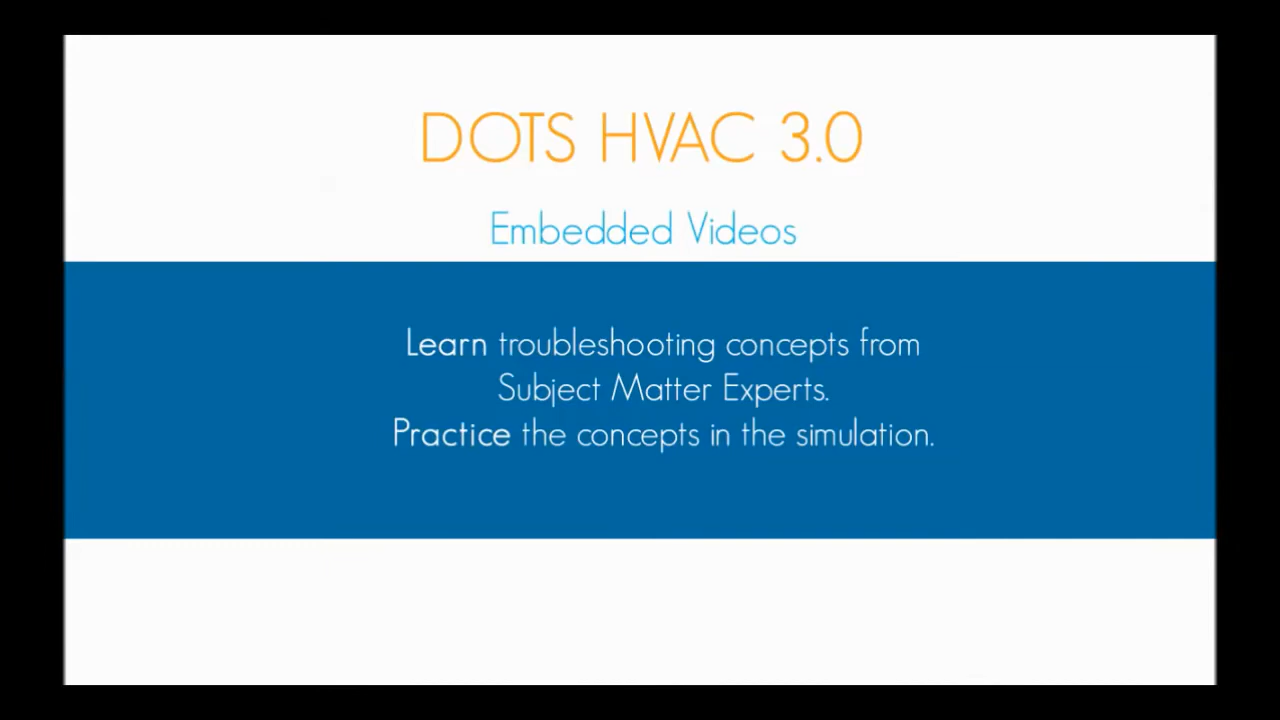 DOTS HVAC 3.0
Embedded Videos
Learn troubleshooting concepts from
Subject Matter Experts.
Practice the concepts in the simulation.